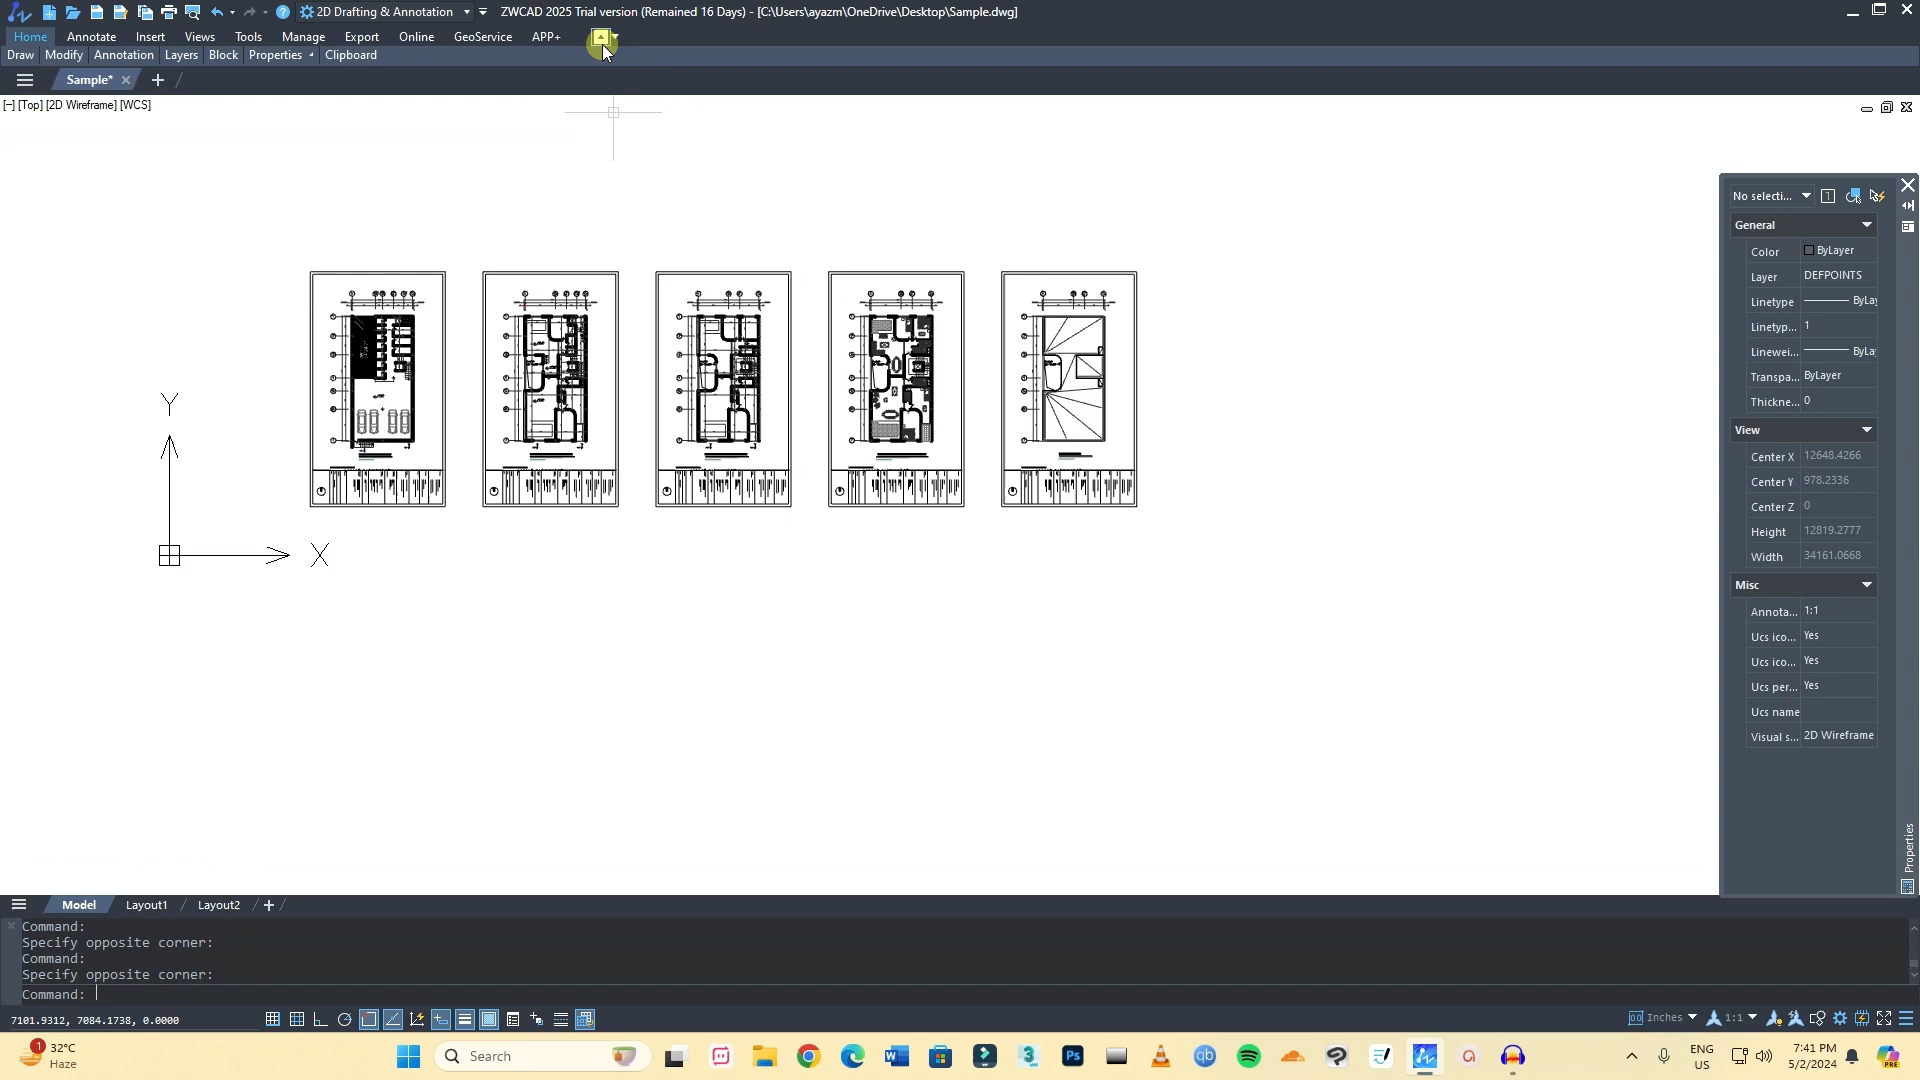 2D Drafting & Annotation
ZWCAD 2025 Trial version (Remained 16 Days) - [C:\Users\ayazm\OneDrive\Desktop\Sample.dwg]
Home Annotate Insert Views Tools Manage Export Online GeoService APP+
Draw Modify Annotation Layers Block Properties Clipboard
Sample*
[−] [Top] [2D Wireframe] [WCS]
Y
X
No selecti...
General
Color ByLayer
Layer DEFPOINTS
Linetype ByLay
Linetyp... 1
Linewei... ByLa
Transpa... ByLayer
Thickne... 0
View
Center X 12648.4266
Center Y 978.2336
Center Z 0
Height 12819.2777
Width 34161.0668
Misc
Annota... 1:1
Ucs ico... Yes
Ucs ico... Yes
Ucs per... Yes
Ucs name
Visual s... 2D Wireframe
Properties
Model Layout1 Layout2
Command:
Specify opposite corner:
Command:
Specify opposite corner:
Command:
7101.9312, 7084.1738, 0.0000
Inches
1:1
1
32°C
Haze
Search
ENG
US
7:41 PM
5/2/2024